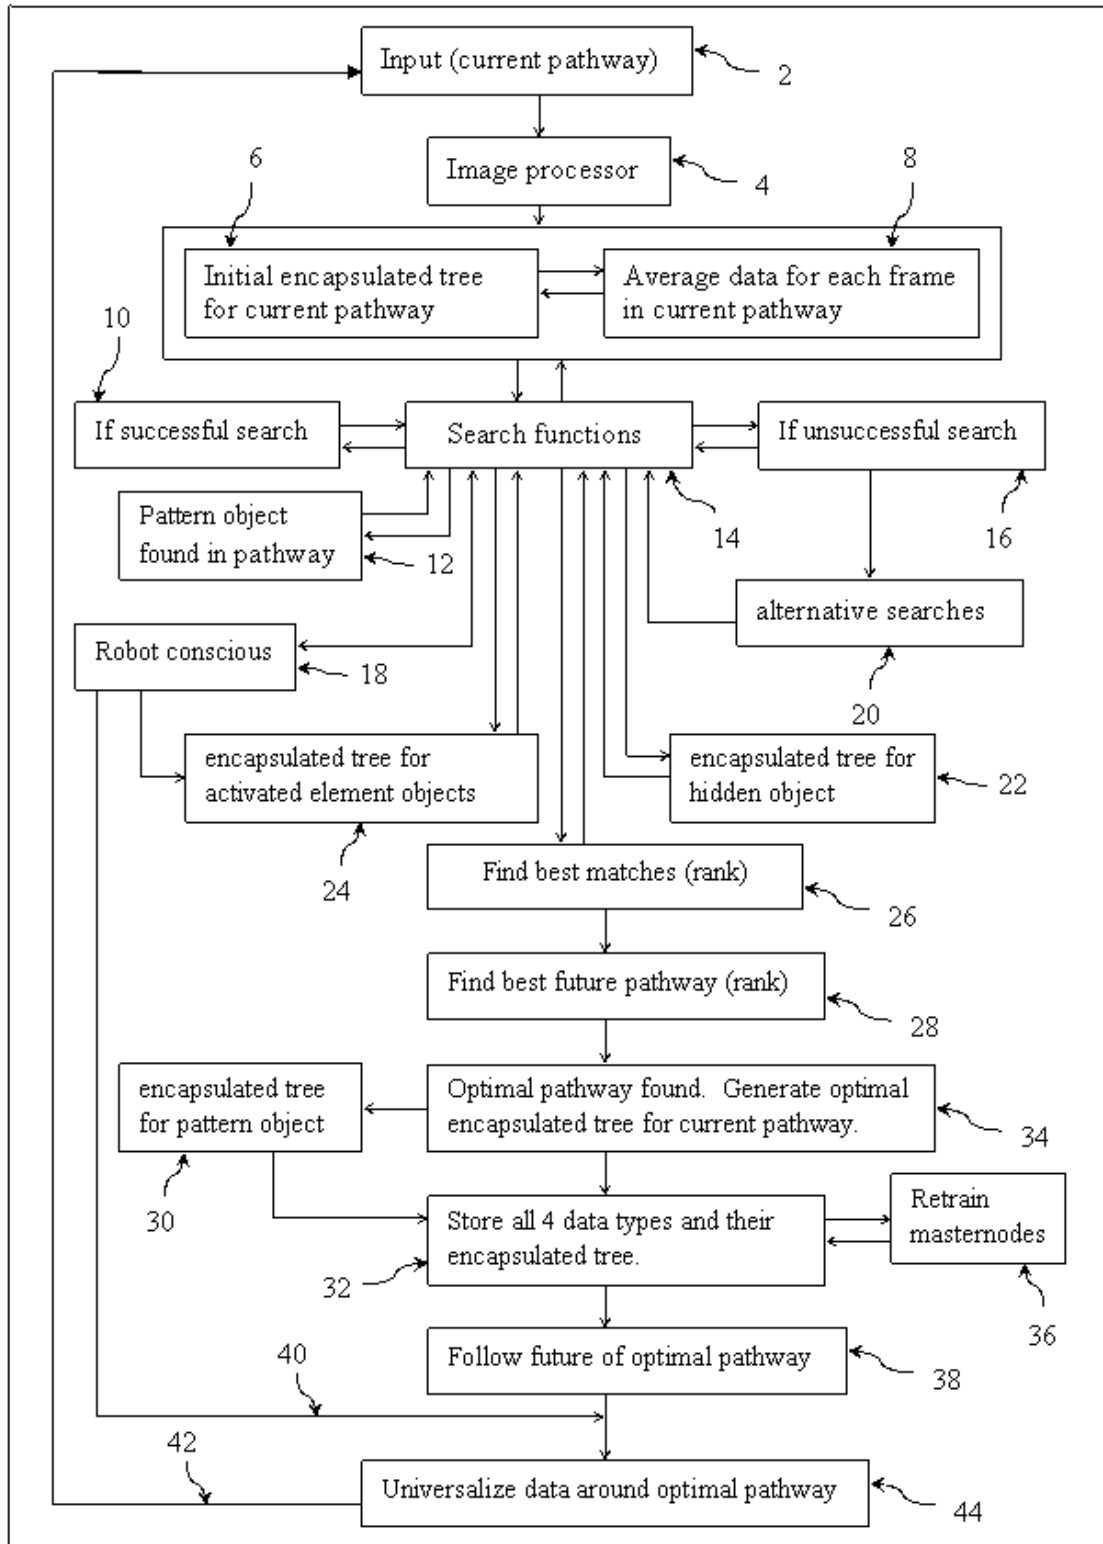 Input (current pathway)
2
Image processor
4
6
8
Initial encapsulated tree
for current pathway
Average data for each frame
in current pathway
10
If successful search
Search functions
If unsuccessful search
14
16
Pattern object
found in pathway
12
alternative searches
20
Robot conscious
18
encapsulated tree for
activated element objects
24
encapsulated tree for
hidden object
22
Find best matches (rank)
26
Find best future pathway (rank)
28
encapsulated tree
for pattern object
30
Optimal pathway found. Generate optimal
encapsulated tree for current pathway.
34
Store all 4 data types and their
encapsulated tree.
32
Retrain
masternodes
36
Follow future of optimal pathway
38
40
42
Universalize data around optimal pathway
44